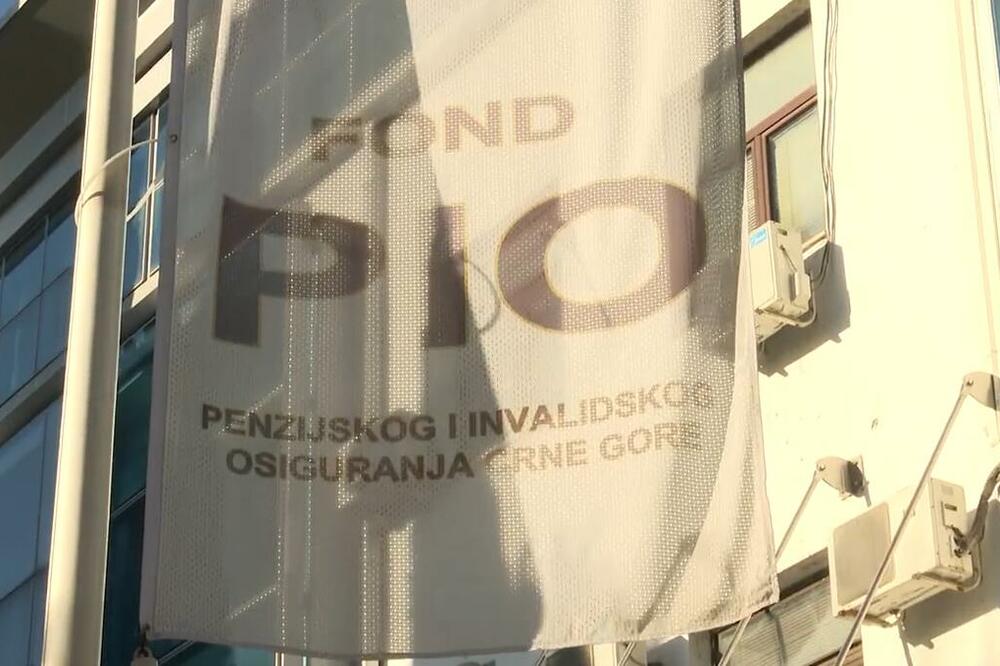 FOND
PIO
PENZIJSKOG I INVALIDSKOG
OSIGURANJA CRNE GORE